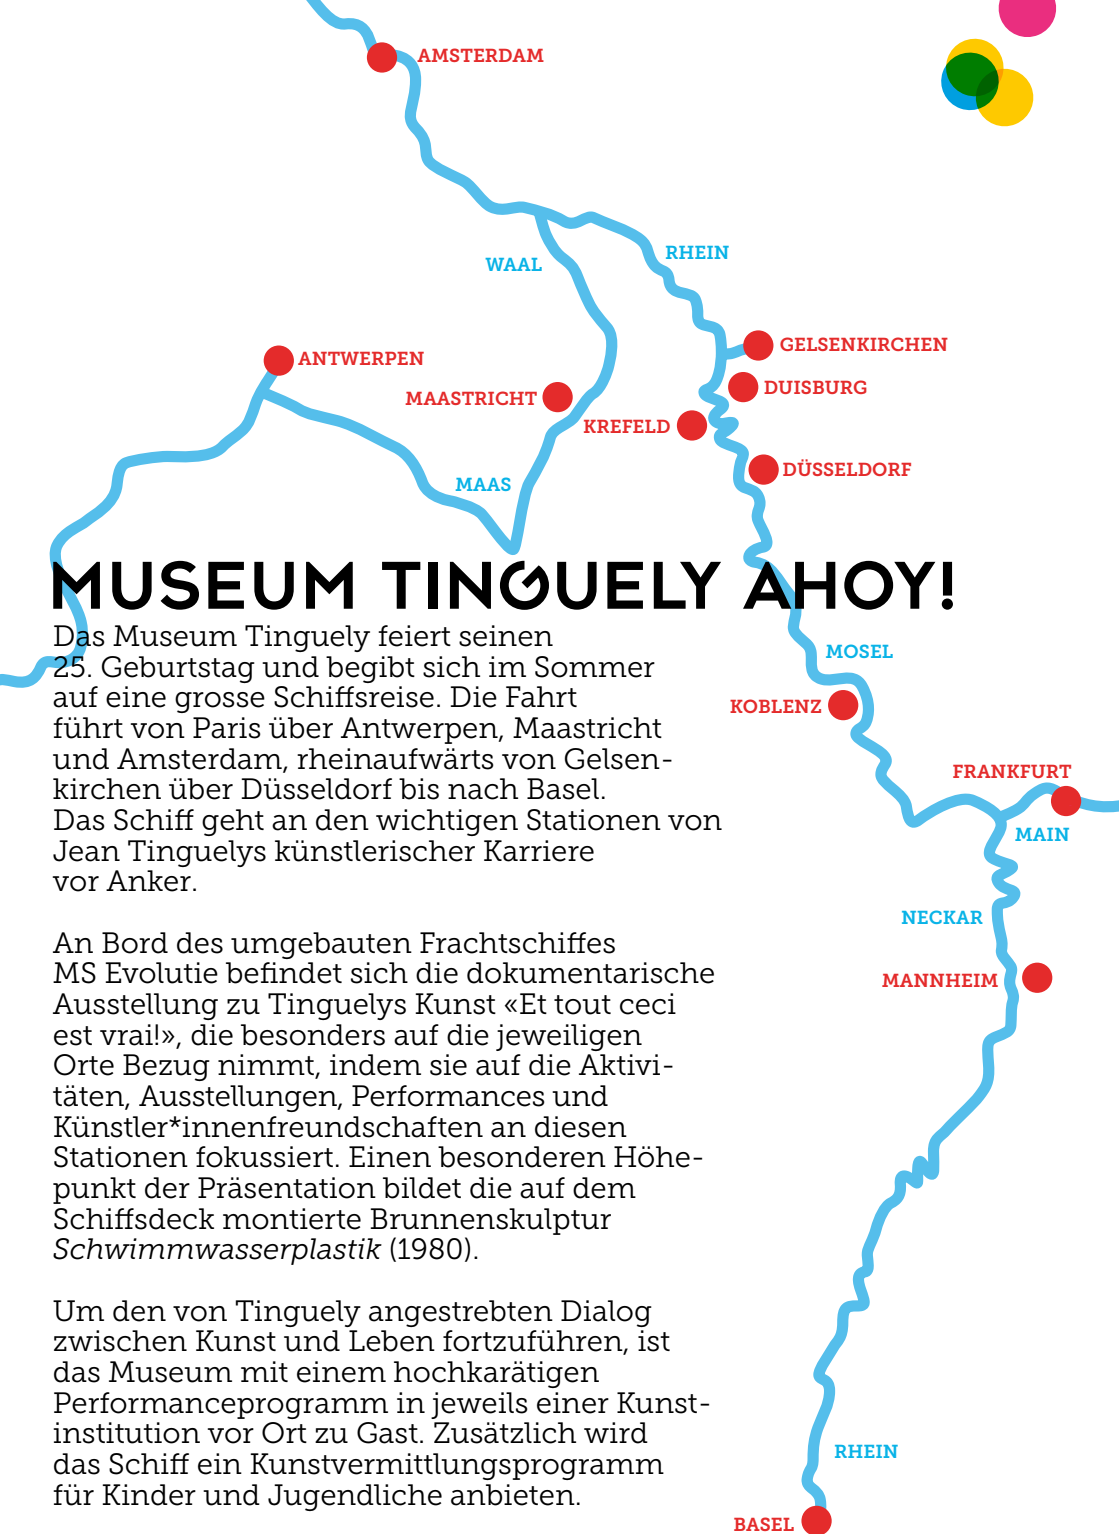 AMSTERDAM
RHEIN
WAAL
GELSENKIRCHEN
ANTWERPEN
DUISBURG
MAASTRICHT
KREFELD
DÜSSELDORF
MAAS
MUSEUM TINGUELY AHOY!
Das Museum Tinguely feiert seinen
25. Geburtstag und begibt sich im Sommer
auf eine grosse Schiffsreise. Die Fahrt
führt von Paris über Antwerpen, Maastricht
und Amsterdam, rheinaufwärts von Gelsen-
kirchen über Düsseldorf bis nach Basel.
Das Schiff geht an den wichtigen Stationen von
Jean Tinguelys künstlerischer Karriere
vor Anker.
MOSEL
KOBLENZ
FRANKFURT
MAIN
NECKAR
MANNHEIM
An Bord des umgebauten Frachtschiffes
MS Evolutie befindet sich die dokumentarische
Ausstellung zu Tinguelys Kunst «Et tout ceci
est vrai!», die besonders auf die jeweiligen
Orte Bezug nimmt, indem sie auf die Aktivi-
täten, Ausstellungen, Performances und
Künstler*innenfreundschaften an diesen
Stationen fokussiert. Einen besonderen Höhe-
punkt der Präsentation bildet die auf dem
Schiffsdeck montierte Brunnenskulptur
Schwimmwasserplastik (1980).
Um den von Tinguely angestrebten Dialog
zwischen Kunst und Leben fortzuführen, ist
das Museum mit einem hochkarätigen
Performanceprogramm in jeweils einer Kunst-
institution vor Ort zu Gast. Zusätzlich wird
das Schiff ein Kunstvermittlungsprogramm
für Kinder und Jugendliche anbieten.
RHEIN
BASEL